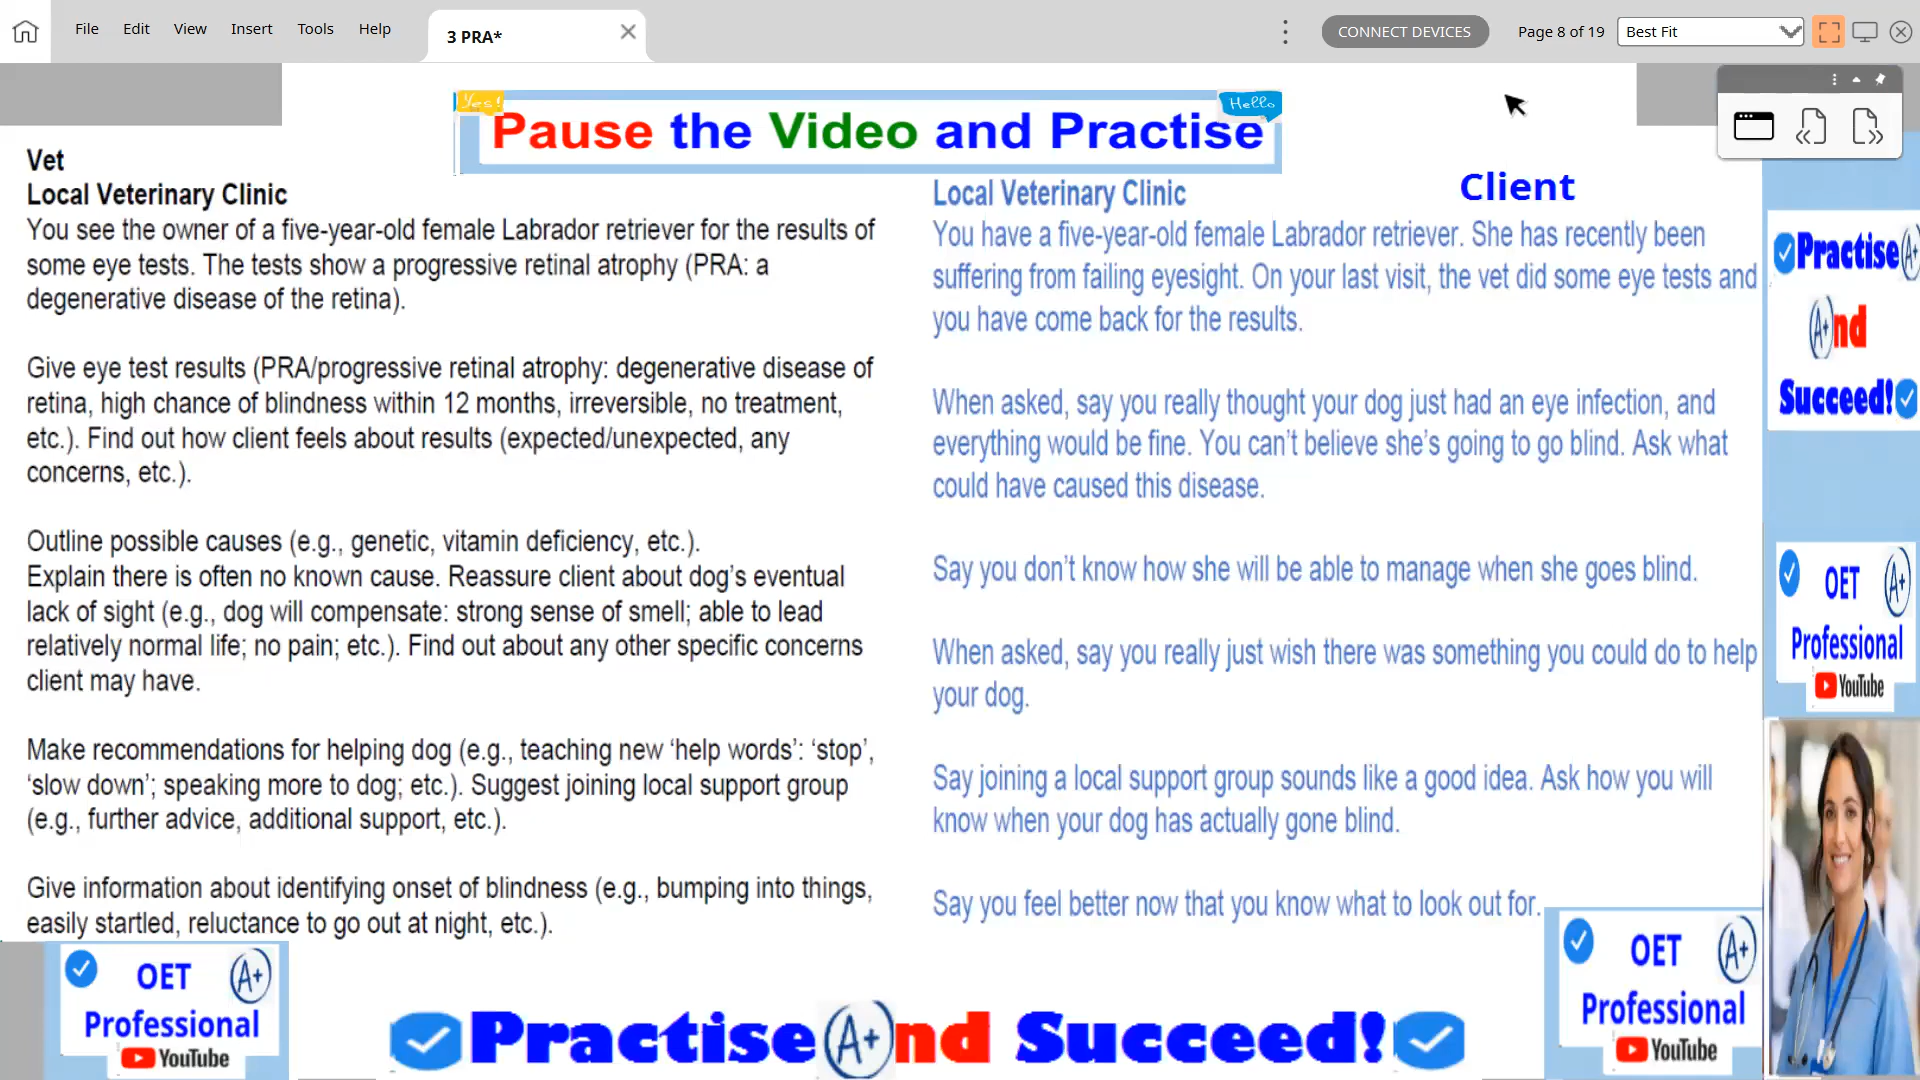 File Edit View Insert Tools Help
3 PRA*
CONNECT DEVICES
Page 8 of 19
Best Fit
Yes!
Hello
Pause the Video and Practise
Vet
Local Veterinary Clinic
You see the owner of a five-year-old female Labrador retriever for the results of
some eye tests. The tests show a progressive retinal atrophy (PRA: a
degenerative disease of the retina).
Give eye test results (PRA/progressive retinal atrophy: degenerative disease of
retina, high chance of blindness within 12 months, irreversible, no treatment,
etc.). Find out how client feels about results (expected/unexpected, any
concerns, etc.).
Outline possible causes (e.g., genetic, vitamin deficiency, etc.).
Explain there is often no known cause. Reassure client about dog's eventual
lack of sight (e.g., dog will compensate: strong sense of smell; able to lead
relatively normal life; no pain; etc.). Find out about any other specific concerns
client may have.
Make recommendations for helping dog (e.g., teaching new ‘help words’: ‘stop’,
‘slow down’; speaking more to dog; etc.). Suggest joining local support group
(e.g., further advice, additional support, etc.).
Give information about identifying onset of blindness (e.g., bumping into things,
easily startled, reluctance to go out at night, etc.).
Client
Local Veterinary Clinic
You have a five-year-old female Labrador retriever. She has recently been
suffering from failing eyesight. On your last visit, the vet did some eye tests and
you have come back for the results.
When asked, say you really thought your dog just had an eye infection, and
everything would be fine. You can’t believe she’s going to go blind. Ask what
could have caused this disease.
Say you don’t know how she will be able to manage when she goes blind.
When asked, say you really just wish there was something you could do to help
your dog.
Say joining a local support group sounds like a good idea. Ask how you will
know when your dog has actually gone blind.
Say you feel better now that you know what to look out for.
Practise A+
A+nd
Succeed!
OET A+
Professional
YouTube
OET A+
Professional
YouTube
Practise A+nd Succeed!
OET A+
Professional
YouTube